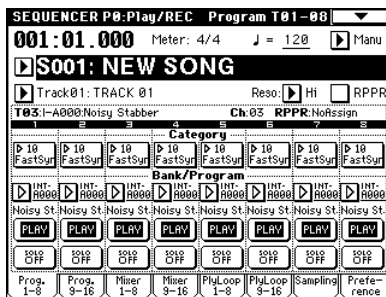 SEQUENCER P0:Play/REC Program T01-08
001:01.000 Meter: 4/4 ♩ = 120 Manu
S001: NEW SONG
Track01: TRACK 01 Reso: Hi RPPR
T03:I-A000:Noisy Stabber Ch:03 RPPR:NoAssign
1 2 3 4 5 6 7 8
Category
10 10 10 10 10 10 10 10
FastSyn FastSyn FastSyn FastSyn FastSyn FastSyn FastSyn FastSyn
Bank/Program
INT- INT- INT- INT- INT- INT- INT- INT-
A000 A000 A000 A000 A000 A000 A000 A000
Noisy St. Noisy St. Noisy St. Noisy St. Noisy St. Noisy St. Noisy St. Noisy St.
PLAY PLAY PLAY PLAY PLAY PLAY PLAY PLAY
SOLO SOLO SOLO SOLO SOLO SOLO SOLO SOLO
OFF OFF OFF OFF OFF OFF OFF OFF
Prog. Prog. Mixer Mixer PlyLoop PlyLoop Sampling Prefe-
1-8 9-16 1-8 9-16 1-8 9-16 rence